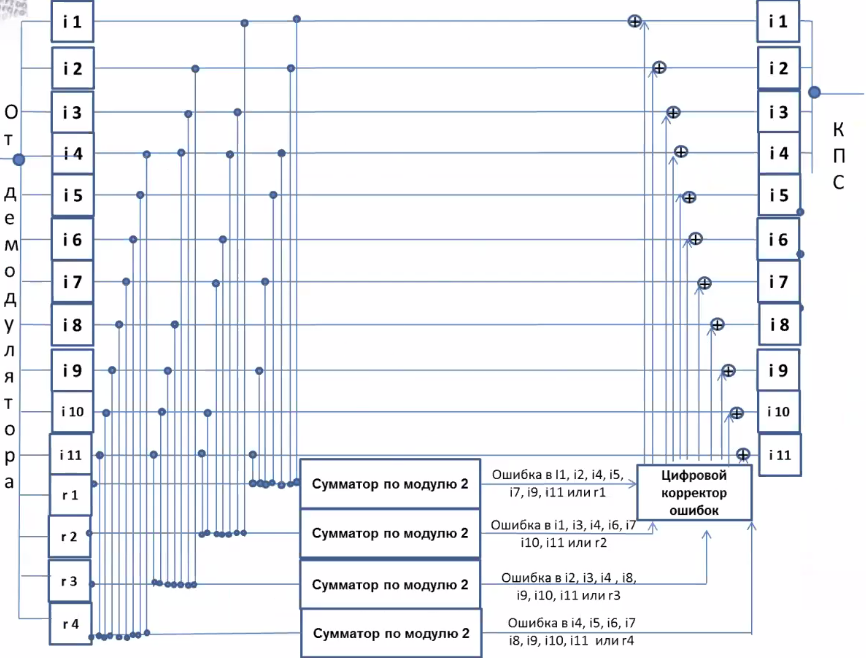 От демодулятора
i 1
i 2
i 3
i 4
i 5
i 6
i 7
i 8
i 9
i 10
i 11
r 1
r 2
r 3
r 4
Сумматор по модулю 2
Сумматор по модулю 2
Сумматор по модулю 2
Сумматор по модулю 2
Ошибка в I1, i2, i4, i5,
i7, i9, i11 или r1
Ошибка в i1, i3, i4, i6, i7
i10, i11 или r2
Ошибка в i2, i3, i4 , i8,
i9, i10, i11 или r3
Ошибка в i4, i5, i6, i7
i8, i9, i10, i11 или r4
Цифровой
корректор
ошибок
i 1
i 2
i 3
i 4
i 5
i 6
i 7
i 8
i 9
i 10
i 11
КПС